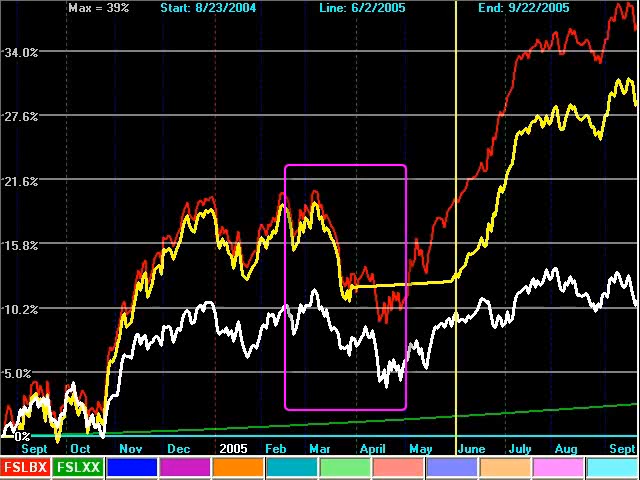 Max = 39% Start: 8/23/2004 Line: 6/2/2005 End: 9/22/2005
34.0%
27.6%
21.6%
15.8%
10.2%
5.0%
0%
Sept Oct Nov Dec 2005 Feb Mar April May June July Aug Sept
FSLBX FSLXX